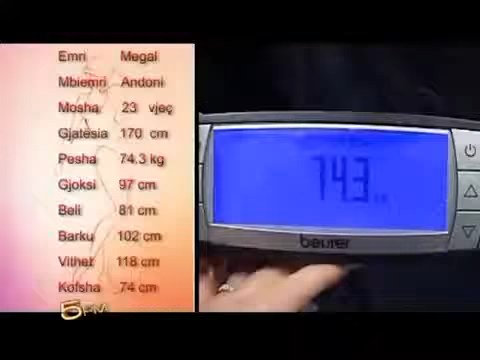 Emri Megal
Mbiemri Andoni
Mosha 23 vjeç
Gjatësia 170 cm
Pesha 74.3 kg
Gjoksi 97 cm
Beli 81 cm
Barku 102 cm
Vithet 118 cm
Kofsha 74 cm
5PM
74.3
beurer